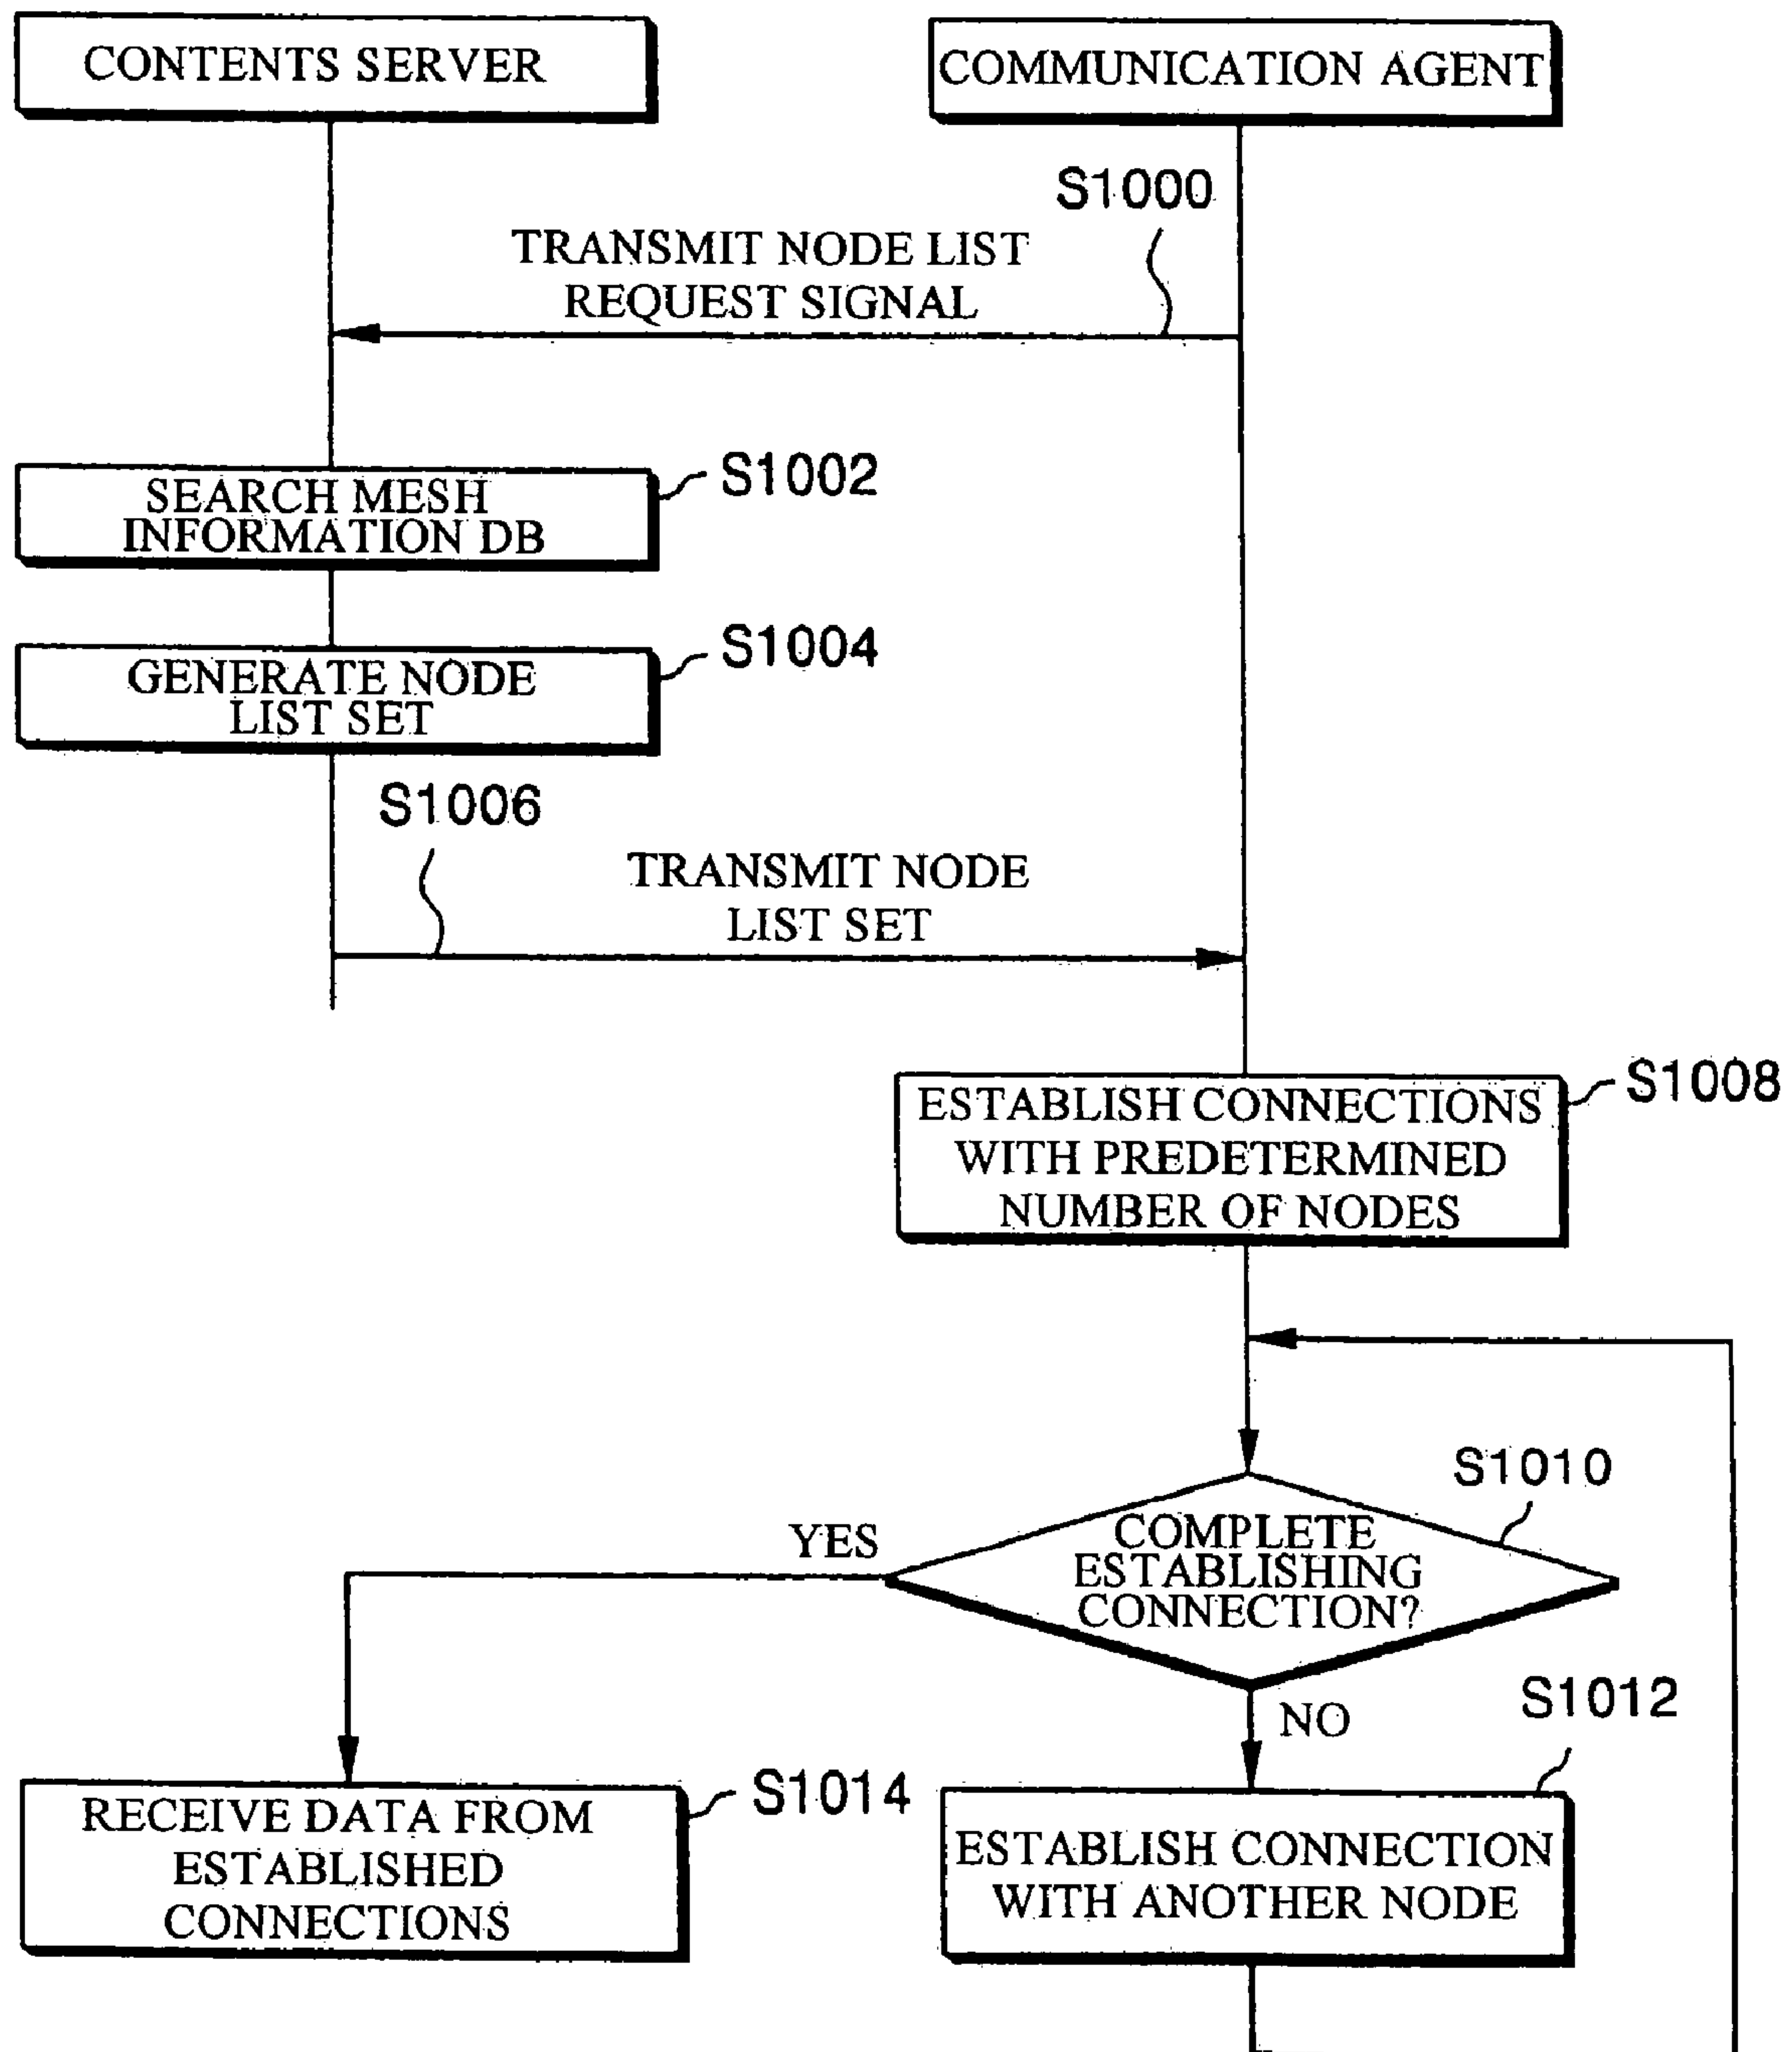 CONTENTS SERVER
COMMUNICATION AGENT
S1000
TRANSMIT NODE LIST
REQUEST SIGNAL
S1002
SEARCH MESH
INFORMATION DB
S1004
GENERATE NODE
LIST SET
S1006
TRANSMIT NODE
LIST SET
S1008
ESTABLISH CONNECTIONS
WITH PREDETERMINED
NUMBER OF NODES
S1010
COMPLETE
ESTABLISHING
CONNECTION?
YES
NO
S1012
S1014
RECEIVE DATA FROM
ESTABLISHED
CONNECTIONS
ESTABLISH CONNECTION
WITH ANOTHER NODE